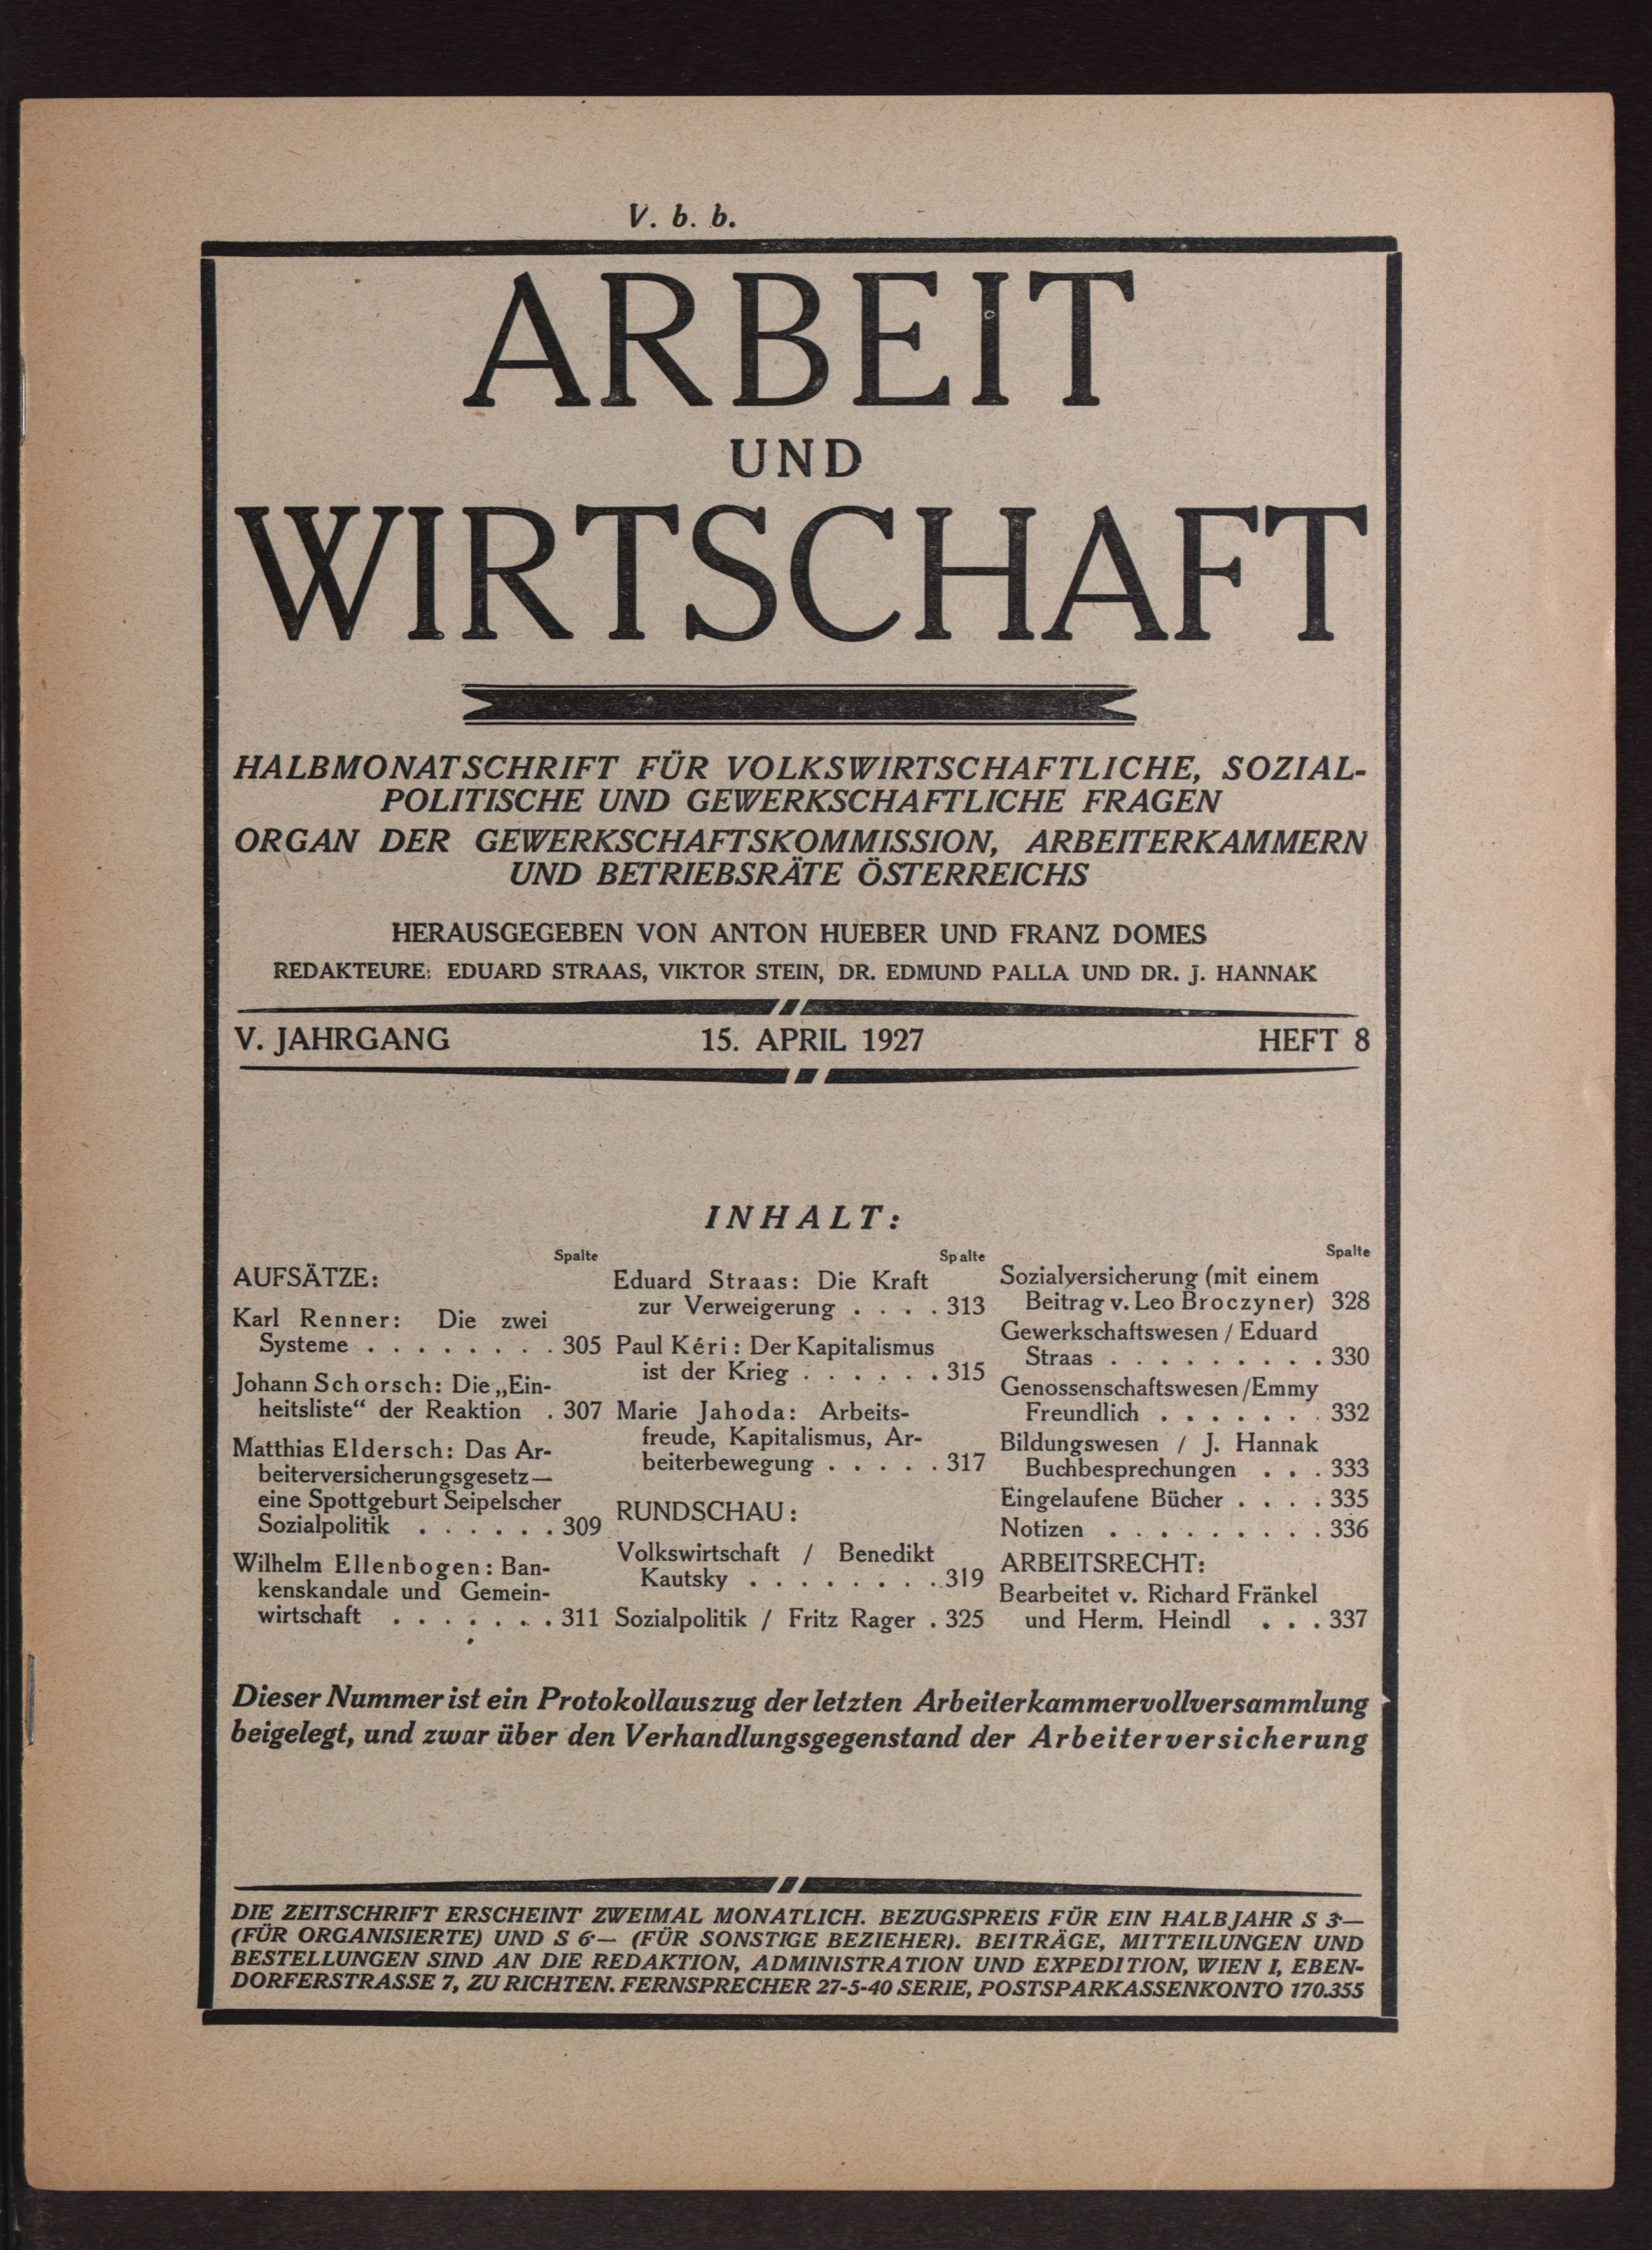 V. b. b.
ARBEIT
UND
WIRTSCHAFT
HALBMONATSCHRIFT FÜR VOLKSWIRTSCHAFTLICHE, SOZIAL-
POLITISCHE UND GEWERKSCHAFTLICHE FRAGEN
ORGAN DER GEWERKSCHAFTSKOMMISSION, ARBEITERKAMMERN
UND BETRIEBSRÄTE ÖSTERREICHS
HERAUSGEGEBEN VON ANTON HUEBER UND FRANZ DOMES
REDAKTEURE: EDUARD STRAAS, VIKTOR STEIN, DR. EDMUND PALLA UND DR. J. HANNAK
V. JAHRGANG 15. APRIL 1927 HEFT 8
INHALT:
Spalte
AUFSÄTZE:
Karl Renner: Die zwei
Systeme . . . . . . . . 305
Johann Schorsch: Die „Ein-
heitsliste“ der Reaktion . 307
Matthias Eldersch: Das Ar-
beiterversicherungsgesetz—
eine Spottgeburt Seipelscher
Sozialpolitik . . . . . . 309
Wilhelm Ellenbogen: Ban-
kenskandale und Gemein-
wirtschaft . . . . . . . 311
Spalte
Eduard Straas: Die Kraft
zur Verweigerung . . . . 313
Paul Kéri: Der Kapitalismus
ist der Krieg . . . . . . 315
Marie Jahoda: Arbeits-
freude, Kapitalismus, Ar-
beiterbewegung . . . . . 317
RUNDSCHAU:
Volkswirtschaft / Benedikt
Kautsky . . . . . . . . 319
Sozialpolitik / Fritz Rager . 325
Spalte
Sozialversicherung (mit einem
Beitrag v. Leo Broczyner) 328
Gewerkschaftswesen / Eduard
Straas . . . . . . . . . 330
Genossenschaftswesen/Emmy
Freundlich . . . . . . . 332
Bildungswesen / J. Hannak
Buchbesprechungen . . . 333
Eingelaufene Bücher . . . . 335
Notizen . . . . . . . . . 336
ARBEITSRECHT:
Bearbeitet v. Richard Fränkel
und Herm. Heindl . . . 337
Dieser Nummer ist ein Protokollauszug der letzten Arbeiterkammervollversammlung
beigelegt, und zwar über den Verhandlungsgegenstand der Arbeiterversicherung
DIE ZEITSCHRIFT ERSCHEINT ZWEIMAL MONATLICH. BEZUGSPREIS FÜR EIN HALBJAHR S 3·—
(FÜR ORGANISIERTE) UND S 6·— (FÜR SONSTIGE BEZIEHER). BEITRÄGE, MITTEILUNGEN UND
BESTELLUNGEN SIND AN DIE REDAKTION, ADMINISTRATION UND EXPEDITION, WIEN I, EBEN-
DORFERSTRASSE 7, ZU RICHTEN. FERNSPRECHER 27-5-40 SERIE, POSTSPARKASSENKONTO 170.355